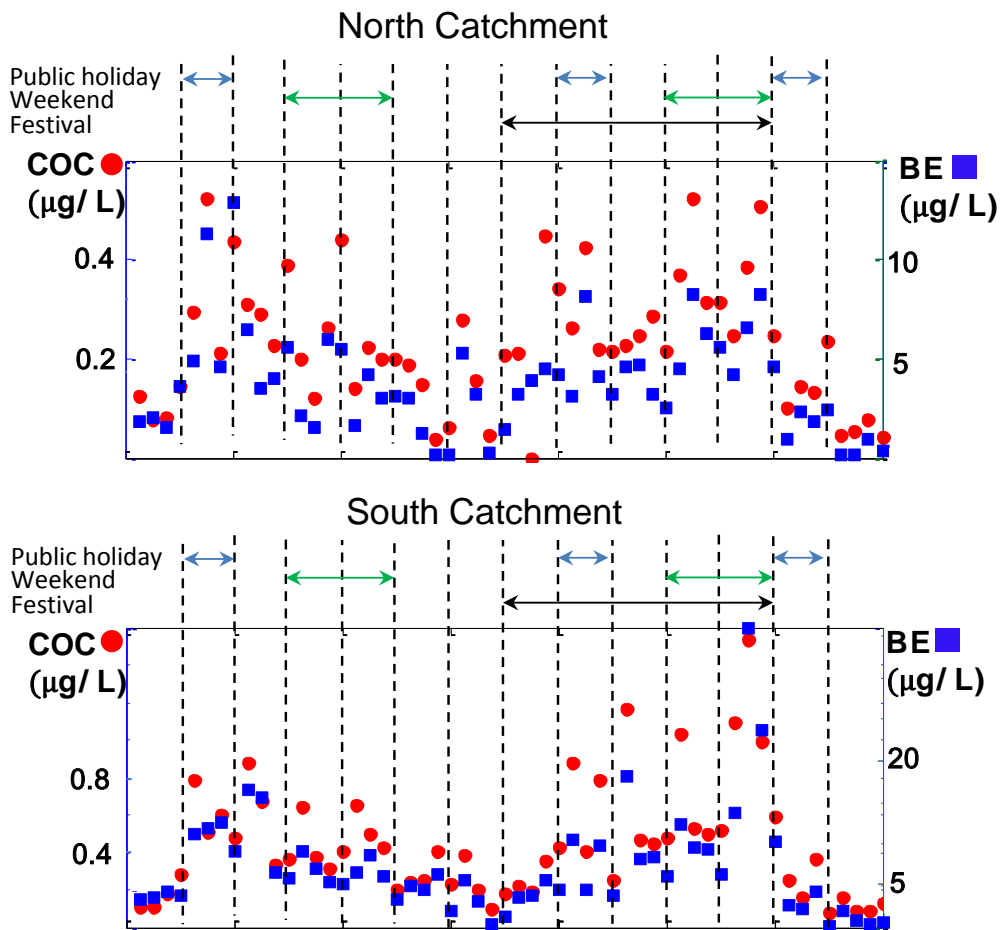 North Catchment
Public holiday
Weekend
Festival
COC BE
(μg/ L) (μg/ L)
0.4 10
0.2 5
South Catchment
Public holiday
Weekend
Festival
COC BE
(μg/ L) (μg/ L)
20
0.8
0.4
5